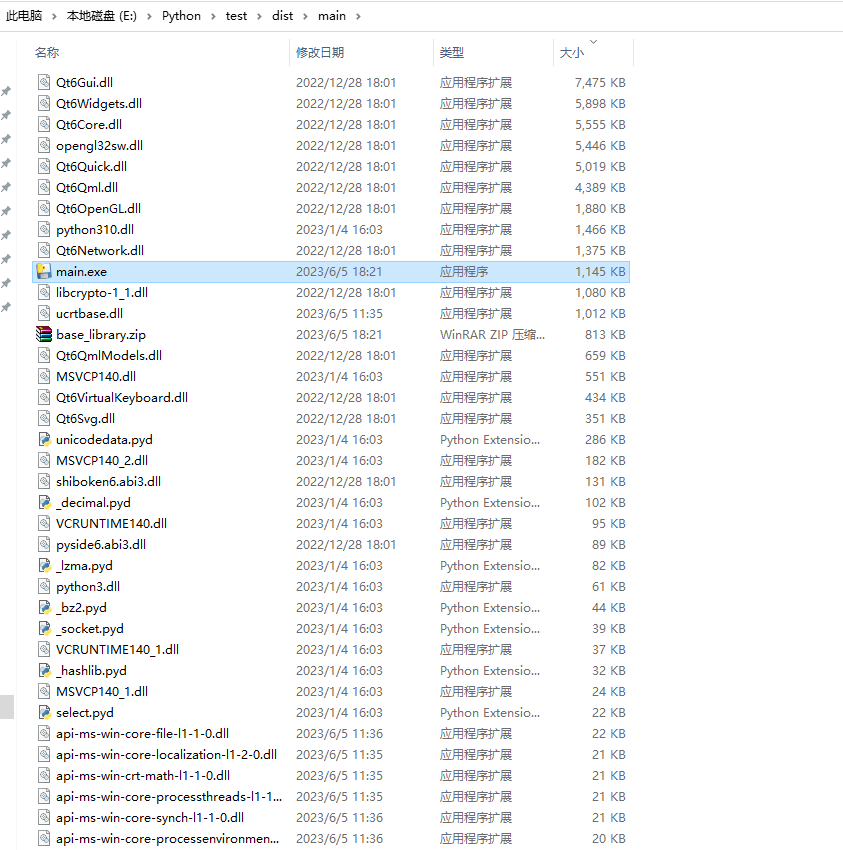 此电脑 › 本地磁盘 (E:) › Python › test › dist › main ›
名称 修改日期 类型 大小
Qt6Gui.dll 2022/12/28 18:01 应用程序扩展 7,475 KB
Qt6Widgets.dll 2022/12/28 18:01 应用程序扩展 5,898 KB
Qt6Core.dll 2022/12/28 18:01 应用程序扩展 5,555 KB
opengl32sw.dll 2022/12/28 18:01 应用程序扩展 5,446 KB
Qt6Quick.dll 2022/12/28 18:01 应用程序扩展 5,019 KB
Qt6Qml.dll 2022/12/28 18:01 应用程序扩展 4,389 KB
Qt6OpenGL.dll 2022/12/28 18:01 应用程序扩展 1,880 KB
python310.dll 2023/1/4 16:03 应用程序扩展 1,466 KB
Qt6Network.dll 2022/12/28 18:01 应用程序扩展 1,375 KB
main.exe 2023/6/5 18:21 应用程序 1,145 KB
libcrypto-1_1.dll 2022/12/28 18:01 应用程序扩展 1,080 KB
ucrtbase.dll 2023/6/5 11:35 应用程序扩展 1,012 KB
base_library.zip 2023/6/5 18:21 WinRAR ZIP 压缩... 813 KB
Qt6QmlModels.dll 2022/12/28 18:01 应用程序扩展 659 KB
MSVCP140.dll 2023/1/4 16:03 应用程序扩展 551 KB
Qt6VirtualKeyboard.dll 2022/12/28 18:01 应用程序扩展 434 KB
Qt6Svg.dll 2022/12/28 18:01 应用程序扩展 351 KB
unicodedata.pyd 2023/1/4 16:03 Python Extensio... 286 KB
MSVCP140_2.dll 2023/1/4 16:03 应用程序扩展 182 KB
shiboken6.abi3.dll 2022/12/28 18:01 应用程序扩展 131 KB
_decimal.pyd 2023/1/4 16:03 Python Extensio... 102 KB
VCRUNTIME140.dll 2023/1/4 16:03 应用程序扩展 95 KB
pyside6.abi3.dll 2022/12/28 18:01 应用程序扩展 89 KB
_lzma.pyd 2023/1/4 16:03 Python Extensio... 82 KB
python3.dll 2023/1/4 16:03 应用程序扩展 61 KB
_bz2.pyd 2023/1/4 16:03 Python Extensio... 44 KB
_socket.pyd 2023/1/4 16:03 Python Extensio... 39 KB
VCRUNTIME140_1.dll 2023/1/4 16:03 应用程序扩展 37 KB
_hashlib.pyd 2023/1/4 16:03 Python Extensio... 32 KB
MSVCP140_1.dll 2023/1/4 16:03 应用程序扩展 24 KB
select.pyd 2023/1/4 16:03 Python Extensio... 22 KB
api-ms-win-core-file-l1-1-0.dll 2023/6/5 11:36 应用程序扩展 22 KB
api-ms-win-core-localization-l1-2-0.dll 2023/6/5 11:35 应用程序扩展 21 KB
api-ms-win-crt-math-l1-1-0.dll 2023/6/5 11:35 应用程序扩展 21 KB
api-ms-win-core-processthreads-l1-1... 2023/6/5 11:35 应用程序扩展 21 KB
api-ms-win-core-synch-l1-1-0.dll 2023/6/5 11:36 应用程序扩展 21 KB
api-ms-win-core-processenvironmen... 2023/6/5 11:36 应用程序扩展 20 KB